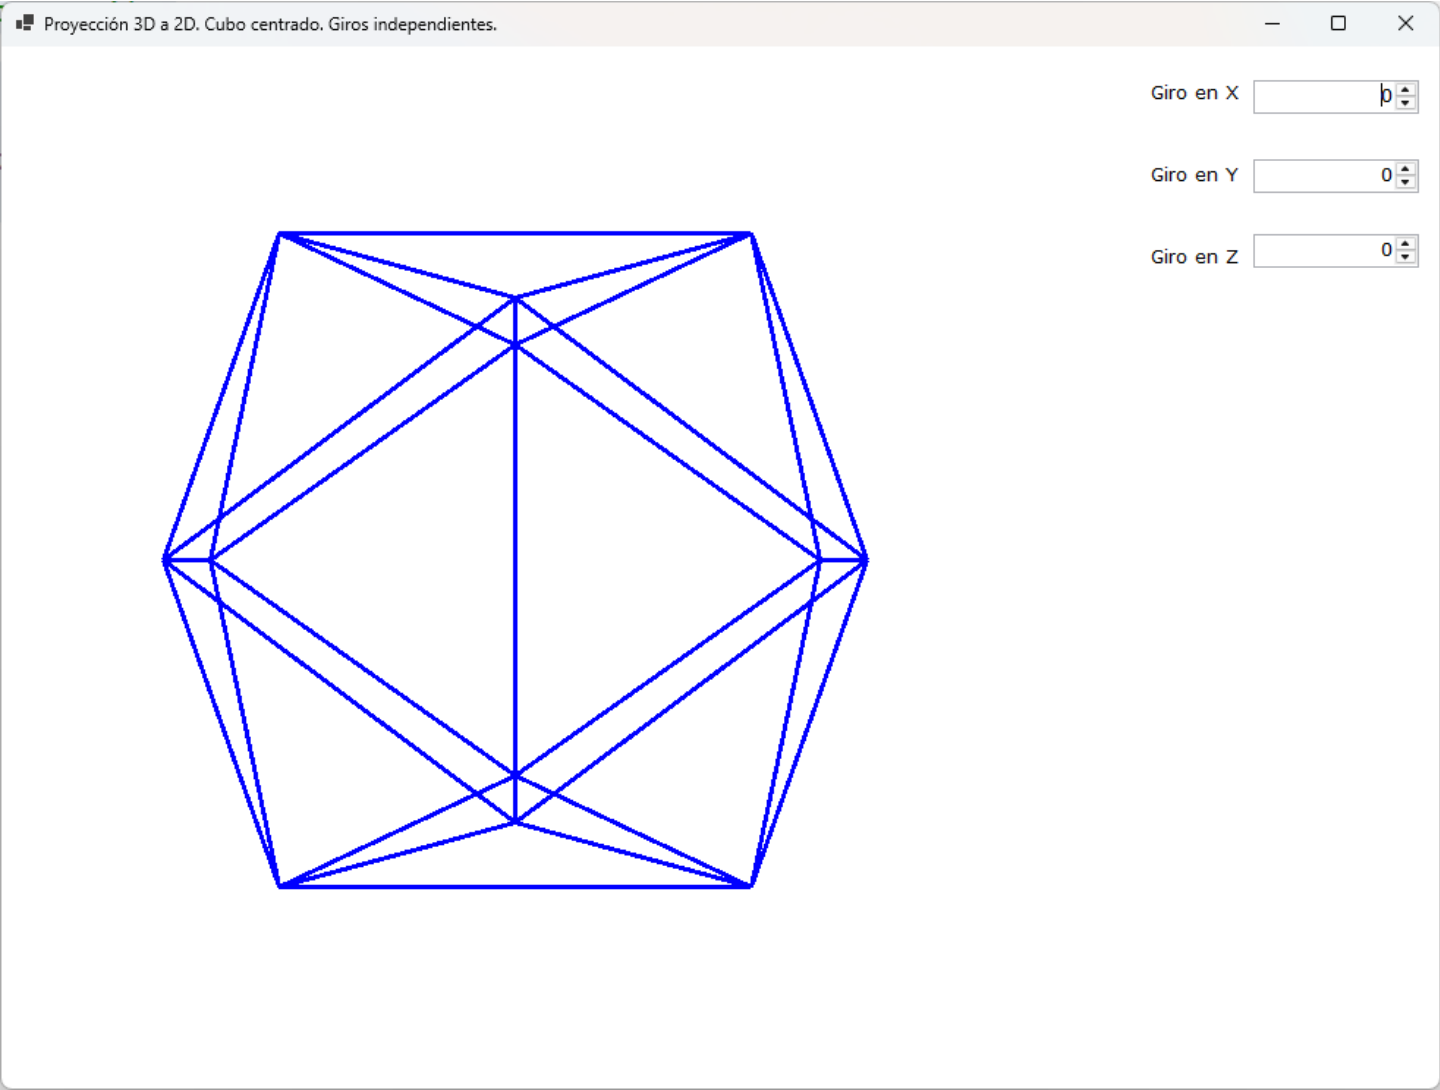 Proyección 3D a 2D. Cubo centrado. Giros independientes.
Giro en X 0
Giro en Y 0
Giro en Z 0